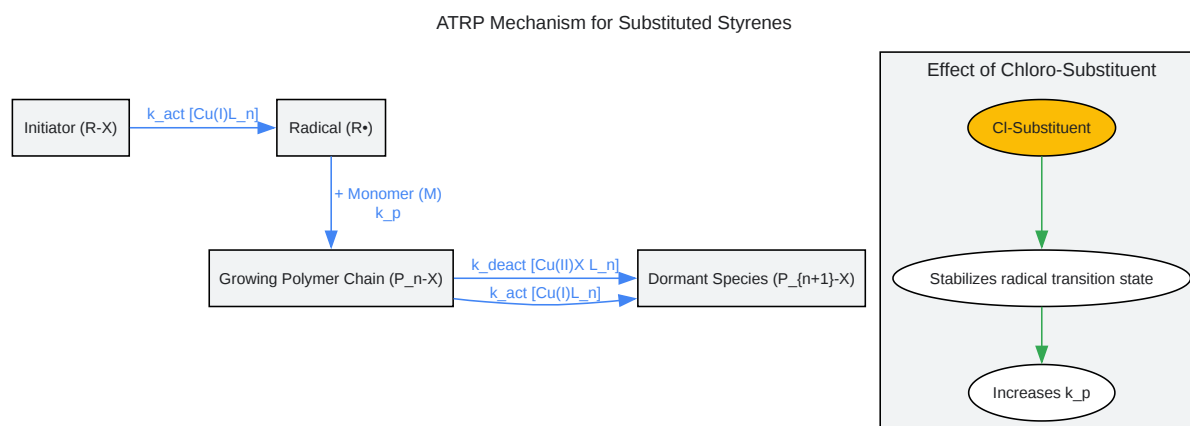 ATRP Mechanism for Substituted Styrenes
Initiator (R-X)
k_act [Cu(I)L_n]
Radical (R•)
+ Monomer (M)
k_p
Growing Polymer Chain (P_n-X)
k_deact [Cu(II)X L_n]
k_act [Cu(I)L_n]
Dormant Species (P_{n+1}-X)
Effect of Chloro-Substituent
Cl-Substituent
Stabilizes radical transition state
Increases k_p